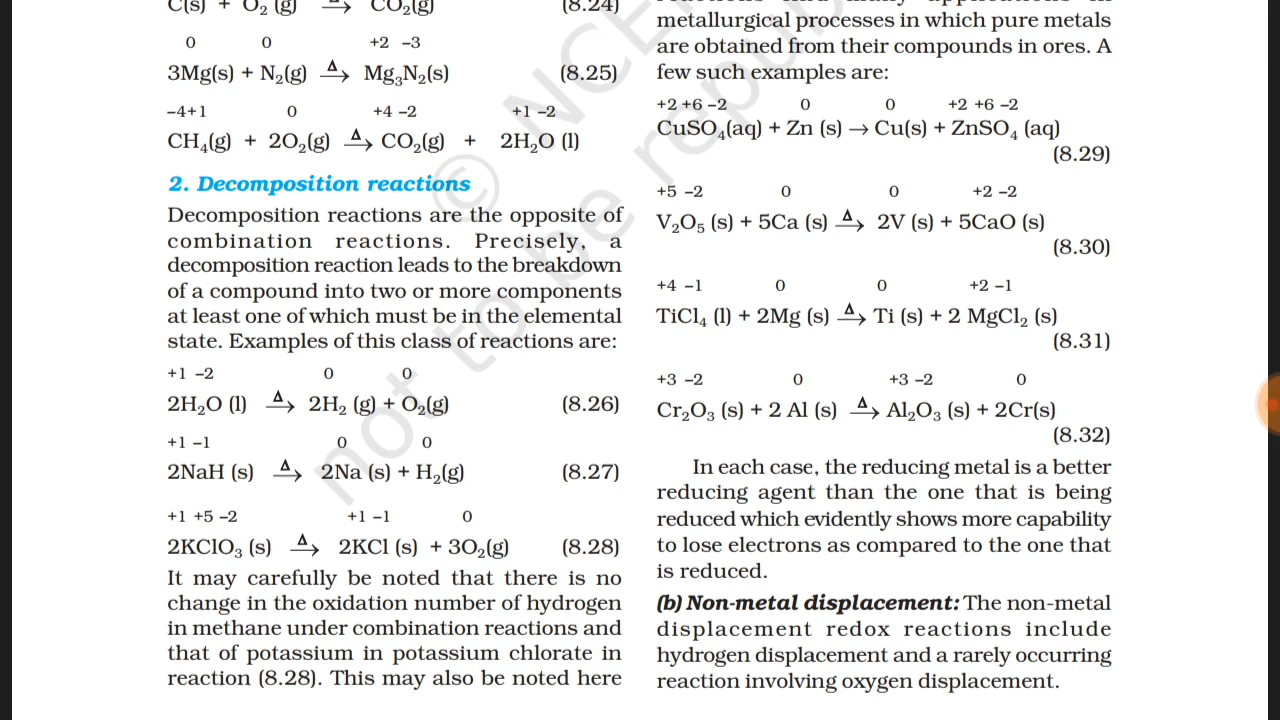 C(s) + O₂ (g) →Δ CO₂(g) (8.24)
0 0 +2 –3
3Mg(s) + N₂(g) →Δ Mg₃N₂(s) (8.25)
–4+1 0 +4 –2 +1 –2
CH₄(g) + 2O₂(g) →Δ CO₂(g) + 2H₂O (l)
2. Decomposition reactions
Decomposition reactions are the opposite of
combination reactions. Precisely, a
decomposition reaction leads to the breakdown
of a compound into two or more components
at least one of which must be in the elemental
state. Examples of this class of reactions are:
+1 –2 0 0
2H₂O (l) →Δ 2H₂ (g) + O₂(g) (8.26)
+1 –1 0 0
2NaH (s) →Δ 2Na (s) + H₂(g) (8.27)
+1 +5 –2 +1 –1 0
2KClO₃ (s) →Δ 2KCl (s) + 3O₂(g) (8.28)
It may carefully be noted that there is no
change in the oxidation number of hydrogen
in methane under combination reactions and
that of potassium in potassium chlorate in
reaction (8.28). This may also be noted here
metallurgical processes in which pure metals
are obtained from their compounds in ores. A
few such examples are:
+2 +6 –2 0 0 +2 +6 –2
CuSO₄(aq) + Zn (s) → Cu(s) + ZnSO₄ (aq)
(8.29)
+5 –2 0 0 +2 –2
V₂O₅ (s) + 5Ca (s) →Δ 2V (s) + 5CaO (s)
(8.30)
+4 –1 0 0 +2 –1
TiCl₄ (l) + 2Mg (s) →Δ Ti (s) + 2 MgCl₂ (s)
(8.31)
+3 –2 0 +3 –2 0
Cr₂O₃ (s) + 2 Al (s) →Δ Al₂O₃ (s) + 2Cr(s)
(8.32)
In each case, the reducing metal is a better
reducing agent than the one that is being
reduced which evidently shows more capability
to lose electrons as compared to the one that
is reduced.
(b) Non-metal displacement: The non-metal
displacement redox reactions include
hydrogen displacement and a rarely occurring
reaction involving oxygen displacement.
© NCE
not to be repub